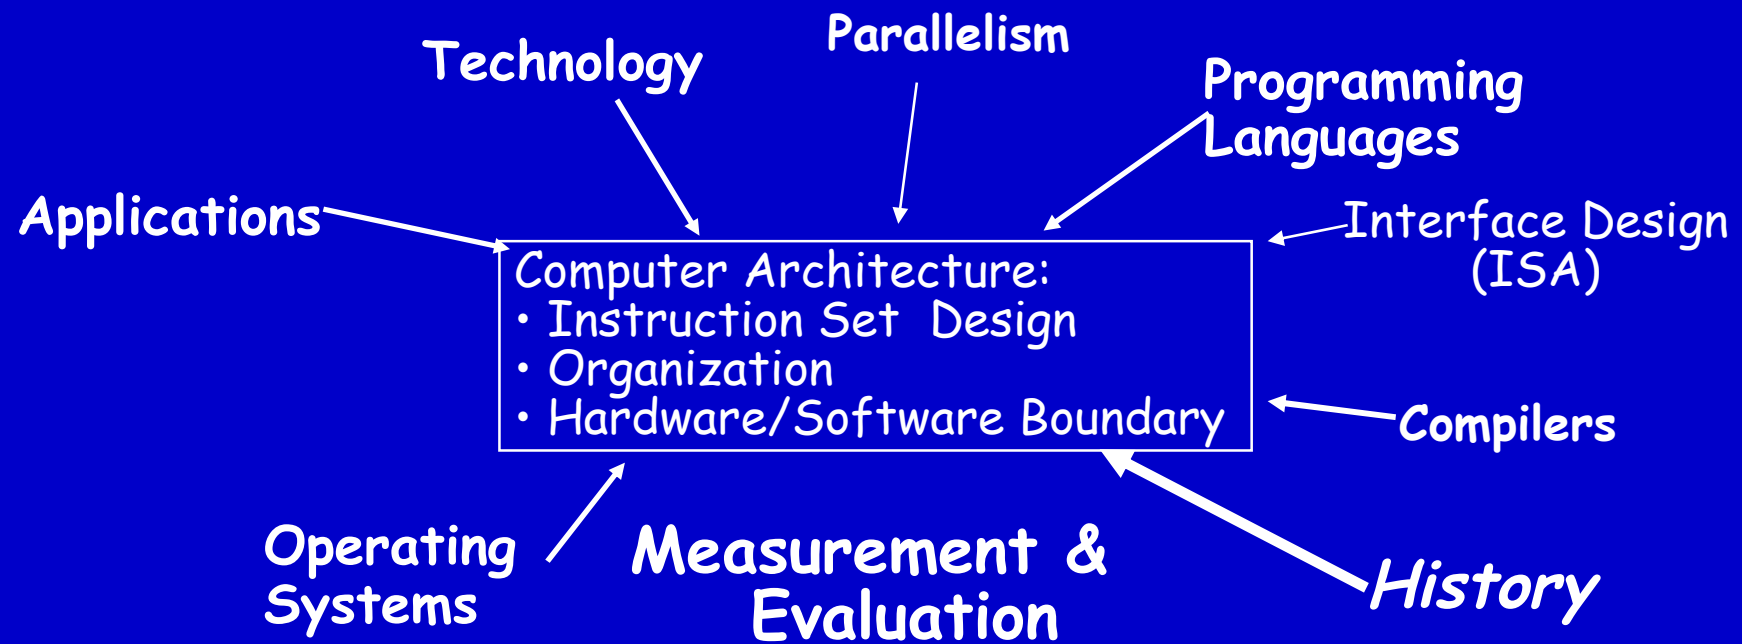 Parallelism
Technology
Programming
Languages
Applications
Interface Design
(ISA)
Computer Architecture:
• Instruction Set Design
• Organization
• Hardware/Software Boundary
Compilers
Operating
Systems
Measurement &
Evaluation
History